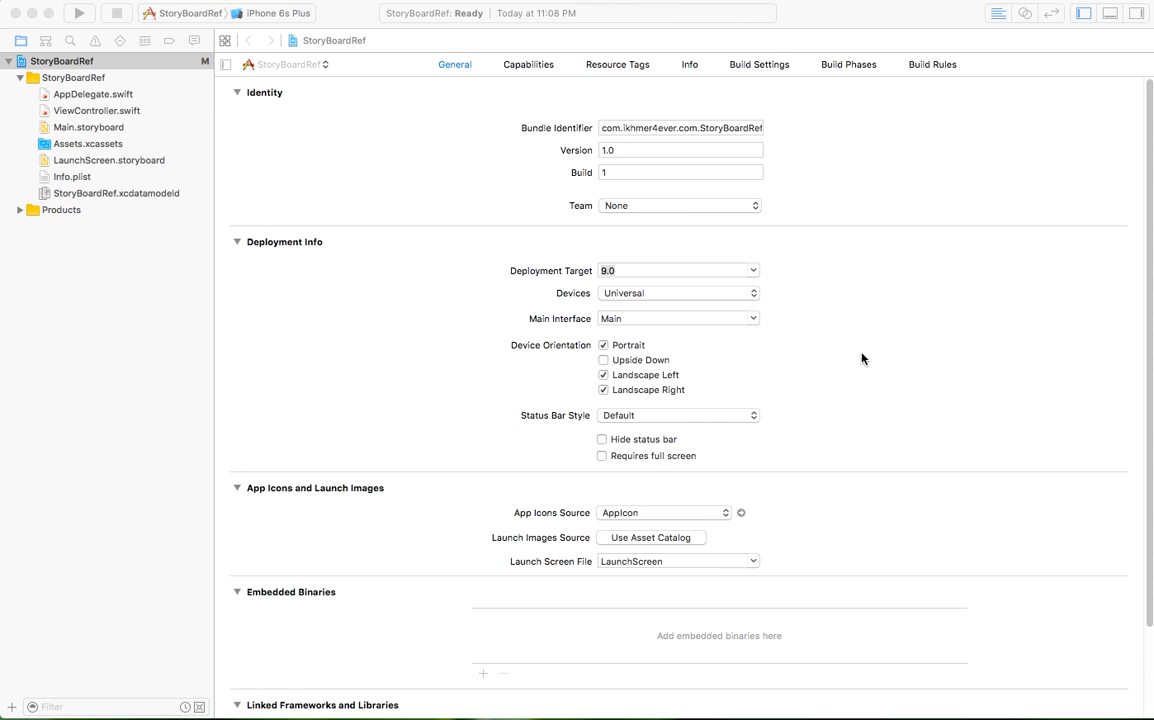 StoryBoardRef iPhone 6s Plus StoryBoardRef: Ready Today at 11:08 PM
StoryBoardRef M
StoryBoardRef
AppDelegate.swift
ViewController.swift
Main.storyboard
Assets.xcassets
LaunchScreen.storyboard
Info.plist
StoryBoardRef.xcdatamodeld
Products
Filter
StoryBoardRef
StoryBoardRef General Capabilities Resource Tags Info Build Settings Build Phases Build Rules
Identity
Bundle Identifier com.ikhmer4ever.com.StoryBoardRef
Version 1.0
Build 1
Team None
Deployment Info
Deployment Target 9.0
Devices Universal
Main Interface Main
Device Orientation Portrait
Upside Down
Landscape Left
Landscape Right
Status Bar Style Default
Hide status bar
Requires full screen
App Icons and Launch Images
App Icons Source AppIcon
Launch Images Source Use Asset Catalog
Launch Screen File LaunchScreen
Embedded Binaries
Add embedded binaries here
Linked Frameworks and Libraries